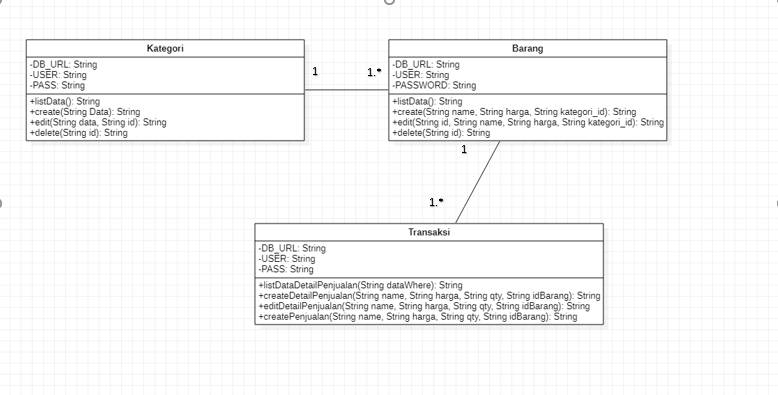 Kategori
-DB_URL: String
-USER: String
-PASS: String
+listData(): String
+create(String Data): String
+edit(String data, String id): String
+delete(String id): String
1
1.*
Barang
-DB_URL: String
-USER: String
-PASSWORD: String
+listData(): String
+create(String name, String harga, String kategori_id): String
+edit(String id, String name, String harga, String kategori_id): String
+delete(String id): String
1
1.*
Transaksi
-DB_URL: String
-USER: String
-PASS: String
+listDataDetailPenjualan(String dataWhere): String
+createDetailPenjualan(String name, String harga, String qty, String idBarang): String
+editDetailPenjualan(String name, String harga, String qty, String idBarang): String
+createPenjualan(String name, String harga, String qty, String idBarang): String